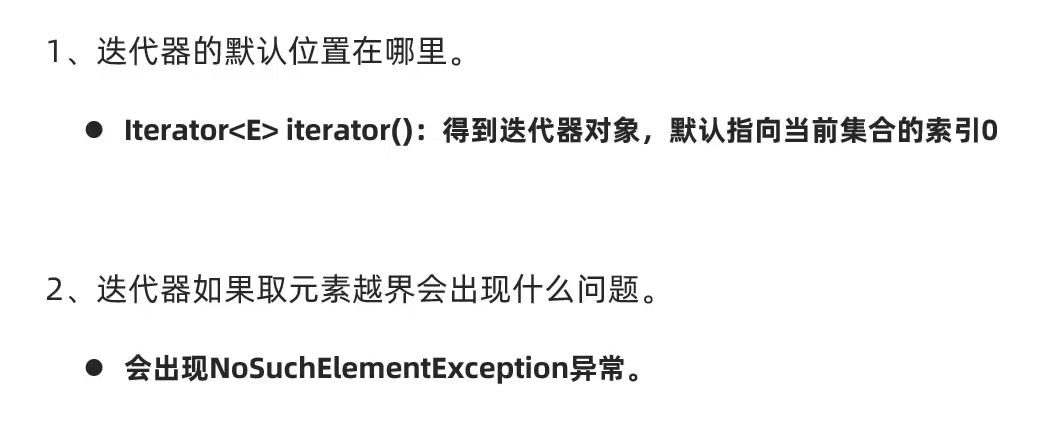 1、迭代器的默认位置在哪里。
● Iterator<E> iterator()：得到迭代器对象，默认指向当前集合的索引0
2、迭代器如果取元素越界会出现什么问题。
● 会出现NoSuchElementException异常。